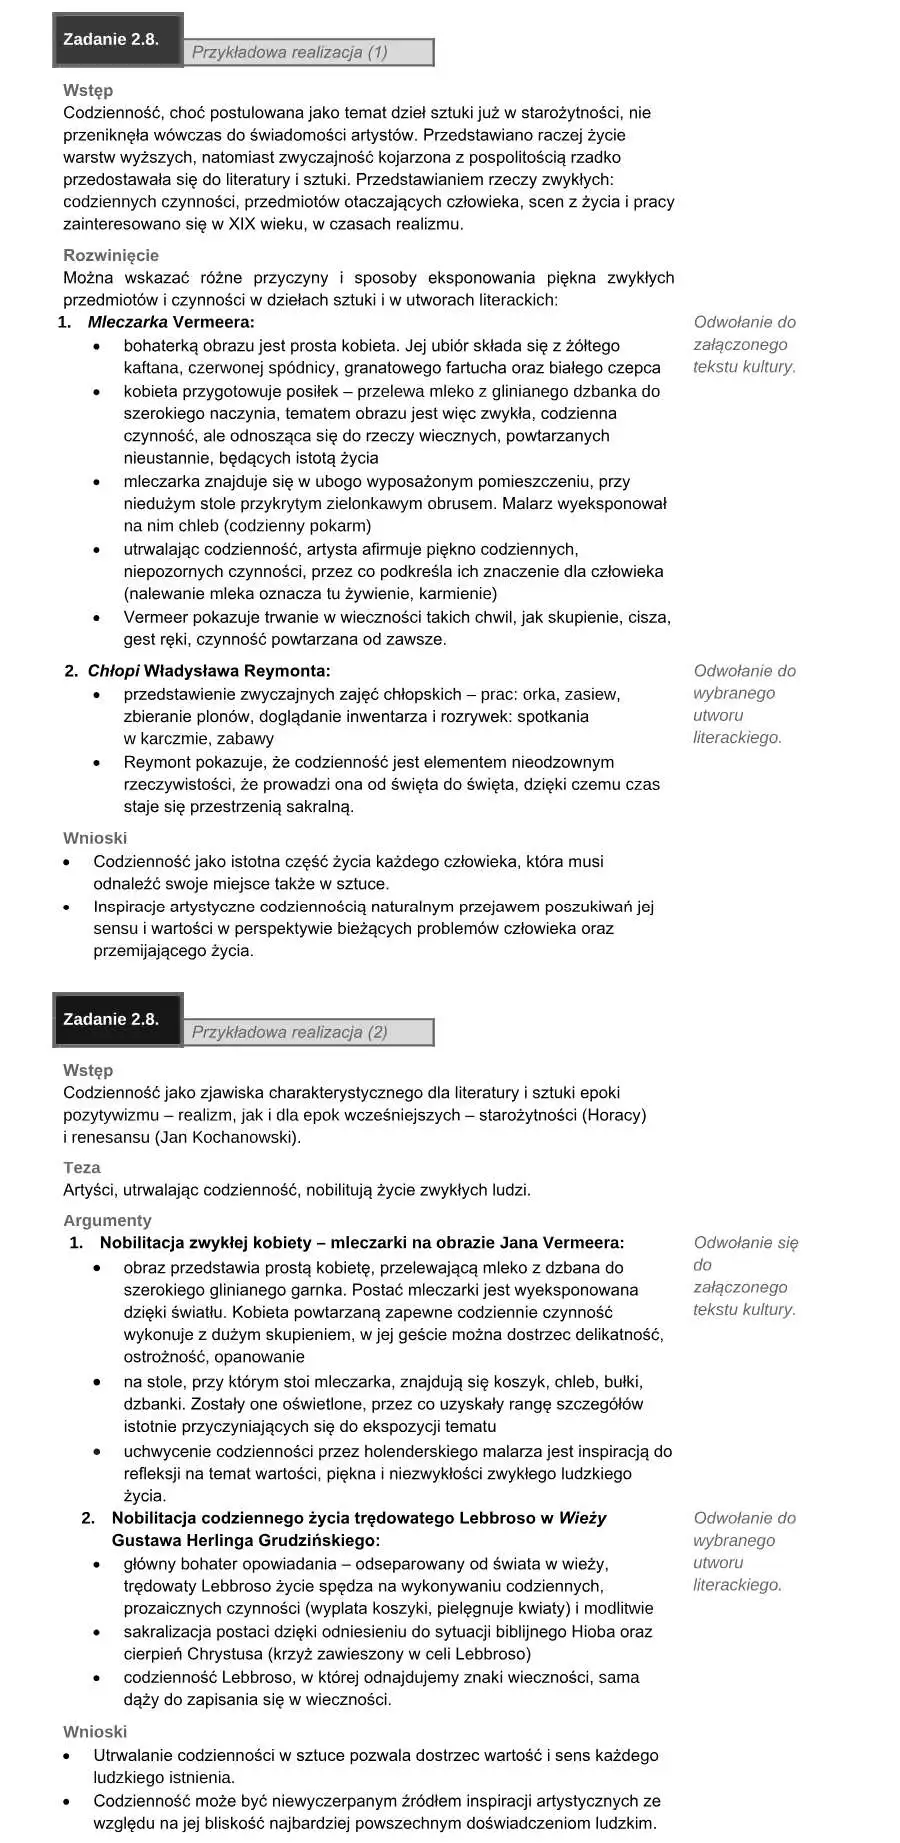 Zadanie 2.8.
Przykładowa realizacja (1)
Wstęp
Codzienność, choć postulowana jako temat dzieł sztuki już w starożytności, nie
przeniknęła wówczas do świadomości artystów. Przedstawiano raczej życie
warstw wyższych, natomiast zwyczajność kojarzona z pospolitością rzadko
przedostawała się do literatury i sztuki. Przedstawianiem rzeczy zwykłych:
codziennych czynności, przedmiotów otaczających człowieka, scen z życia i pracy
zainteresowano się w XIX wieku, w czasach realizmu.
Rozwinięcie
Można wskazać różne przyczyny i sposoby eksponowania piękna zwykłych
przedmiotów i czynności w dziełach sztuki i w utworach literackich:
1. Mleczarka Vermeera:
Odwołanie do
załączonego
tekstu kultury.
• bohaterką obrazu jest prosta kobieta. Jej ubiór składa się z żółtego
kaftana, czerwonej spódnicy, granatowego fartucha oraz białego czepca
• kobieta przygotowuje posiłek – przelewa mleko z glinianego dzbanka do
szerokiego naczynia, tematem obrazu jest więc zwykła, codzienna
czynność, ale odnosząca się do rzeczy wiecznych, powtarzanych
nieustannie, będących istotą życia
• mleczarka znajduje się w ubogo wyposażonym pomieszczeniu, przy
niedużym stole przykrytym zielonkawym obrusem. Malarz wyeksponował
na nim chleb (codzienny pokarm)
• utrwalając codzienność, artysta afirmuje piękno codziennych,
niepozornych czynności, przez co podkreśla ich znaczenie dla człowieka
(nalewanie mleka oznacza tu żywienie, karmienie)
• Vermeer pokazuje trwanie w wieczności takich chwil, jak skupienie, cisza,
gest ręki, czynność powtarzana od zawsze.
2. Chłopi Władysława Reymonta:
Odwołanie do
wybranego
utworu
literackiego.
• przedstawienie zwyczajnych zajęć chłopskich – prac: orka, zasiew,
zbieranie plonów, doglądanie inwentarza i rozrywek: spotkania
w karczmie, zabawy
• Reymont pokazuje, że codzienność jest elementem nieodzownym
rzeczywistości, że prowadzi ona od święta do święta, dzięki czemu czas
staje się przestrzenią sakralną.
Wnioski
• Codzienność jako istotna część życia każdego człowieka, która musi
odnaleźć swoje miejsce także w sztuce.
• Inspiracje artystyczne codziennością naturalnym przejawem poszukiwań jej
sensu i wartości w perspektywie bieżących problemów człowieka oraz
przemijającego życia.
Zadanie 2.8.
Przykładowa realizacja (2)
Wstęp
Codzienność jako zjawiska charakterystycznego dla literatury i sztuki epoki
pozytywizmu – realizm, jak i dla epok wcześniejszych – starożytności (Horacy)
i renesansu (Jan Kochanowski).
Teza
Artyści, utrwalając codzienność, nobilitują życie zwykłych ludzi.
Argumenty
1. Nobilitacja zwykłej kobiety – mleczarki na obrazie Jana Vermeera:
Odwołanie się
do
załączonego
tekstu kultury.
• obraz przedstawia prostą kobietę, przelewającą mleko z dzbana do
szerokiego glinianego garnka. Postać mleczarki jest wyeksponowana
dzięki światłu. Kobieta powtarzaną zapewne codziennie czynność
wykonuje z dużym skupieniem, w jej geście można dostrzec delikatność,
ostrożność, opanowanie
• na stole, przy którym stoi mleczarka, znajdują się koszyk, chleb, bułki,
dzbanki. Zostały one oświetlone, przez co uzyskały rangę szczegółów
istotnie przyczyniających się do ekspozycji tematu
• uchwycenie codzienności przez holenderskiego malarza jest inspiracją do
refleksji na temat wartości, piękna i niezwykłości zwykłego ludzkiego
życia.
2. Nobilitacja codziennego życia trędowatego Lebbroso w Wieży
Gustawa Herlinga Grudzińskiego:
Odwołanie do
wybranego
utworu
literackiego.
• główny bohater opowiadania – odseparowany od świata w wieży,
trędowaty Lebbroso życie spędza na wykonywaniu codziennych,
prozaicznych czynności (wyplata koszyki, pielęgnuje kwiaty) i modlitwie
• sakralizacja postaci dzięki odniesieniu do sytuacji biblijnego Hioba oraz
cierpień Chrystusa (krzyż zawieszony w celi Lebbroso)
• codzienność Lebbroso, w której odnajdujemy znaki wieczności, sama
dąży do zapisania się w wieczności.
Wnioski
• Utrwalanie codzienności w sztuce pozwala dostrzec wartość i sens każdego
ludzkiego istnienia.
• Codzienność może być niewyczerpanym źródłem inspiracji artystycznych ze
względu na jej bliskość najbardziej powszechnym doświadczeniom ludzkim.